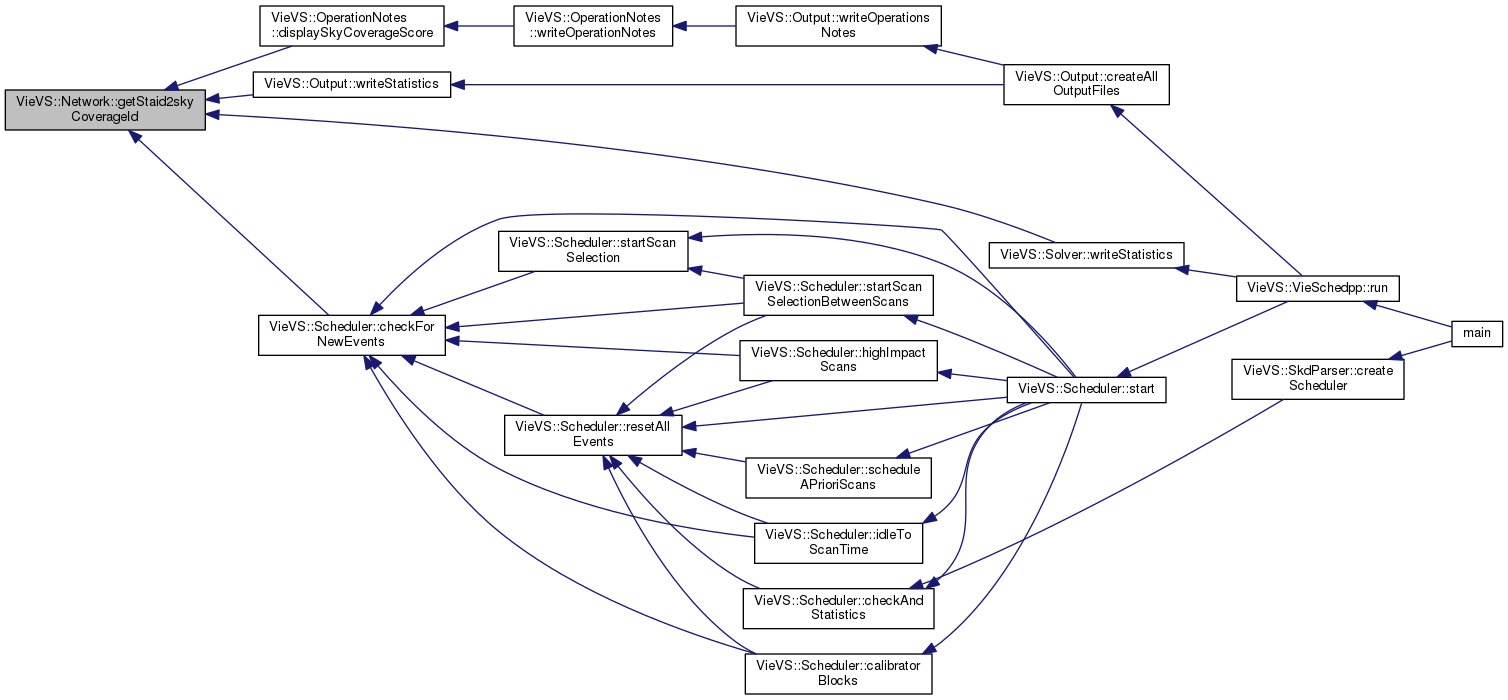 VieVS::Network::getStaid2sky
CoverageId
VieVS::OperationNotes
::displaySkyCoverageScore
VieVS::OperationNotes
::writeOperationNotes
VieVS::Output::writeOperations
Notes
VieVS::Output::writeStatistics
VieVS::Output::createAll
OutputFiles
VieVS::Solver::writeStatistics
VieVS::VieSchedpp::run
main
VieVS::Scheduler::checkFor
NewEvents
VieVS::Scheduler::startScan
Selection
VieVS::Scheduler::startScan
SelectionBetweenScans
VieVS::Scheduler::highImpact
Scans
VieVS::Scheduler::start
VieVS::SkdParser::create
Scheduler
VieVS::Scheduler::resetAll
Events
VieVS::Scheduler::schedule
APrioriScans
VieVS::Scheduler::idleTo
ScanTime
VieVS::Scheduler::checkAnd
Statistics
VieVS::Scheduler::calibrator
Blocks